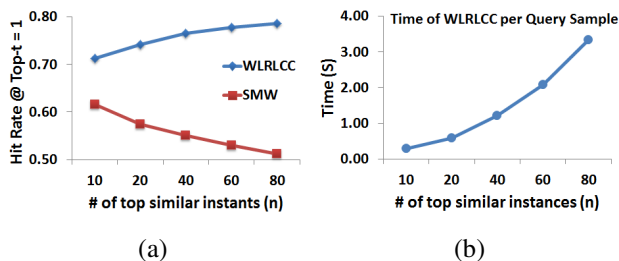 Hit Rate @ Top-t = 1
0.80
0.70
0.60
0.50
WLRLCC
SMW
10 20 40 60 80
# of top similar instants (n)
(a)
Time of WLRLCC per Query Sample
Time (S)
4.00
3.00
2.00
1.00
0.00
10 20 40 60 80
# of top similar instances (n)
(b)